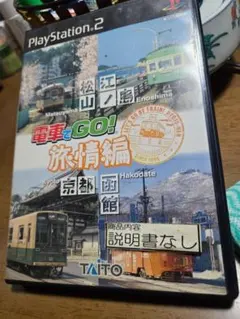 PlayStation 2
松山
江ノ島
Enoshima
電車でGO!
旅情編
京都
函館
Hakodate
商品内容
説明書なし
TAITO